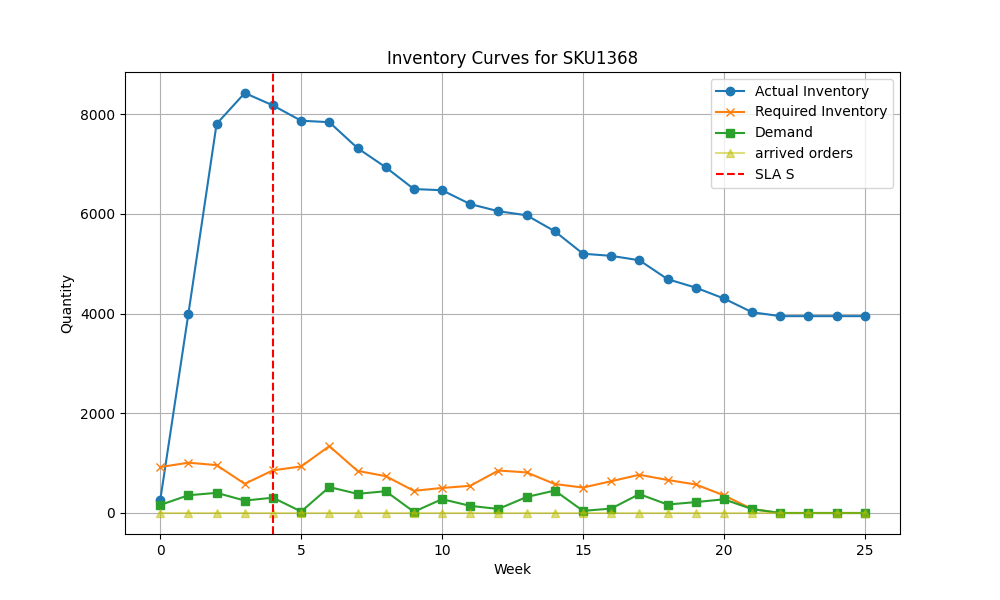 Inventory Curves for SKU1368
Actual Inventory
Required Inventory
Demand
arrived orders
SLA S
Quantity
8000
6000
4000
2000
0
0 5 10 15 20 25
Week